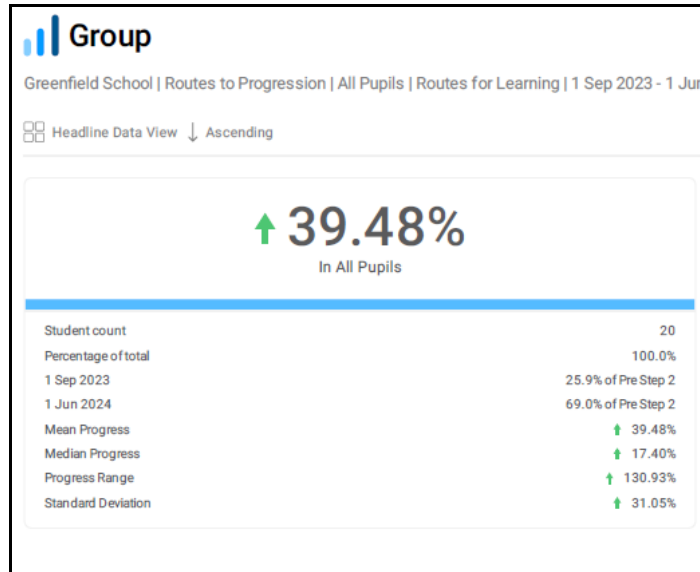 Group
Greenfield School | Routes to Progression | All Pupils | Routes for Learning | 1 Sep 2023 - 1 Jun
Headline Data View ↓ Ascending
39.48%
In All Pupils
Student count 20
Percentage of total 100.0%
1 Sep 2023 25.9% of Pre Step 2
1 Jun 2024 69.0% of Pre Step 2
Mean Progress 39.48%
Median Progress 17.40%
Progress Range 130.93%
Standard Deviation 31.05%